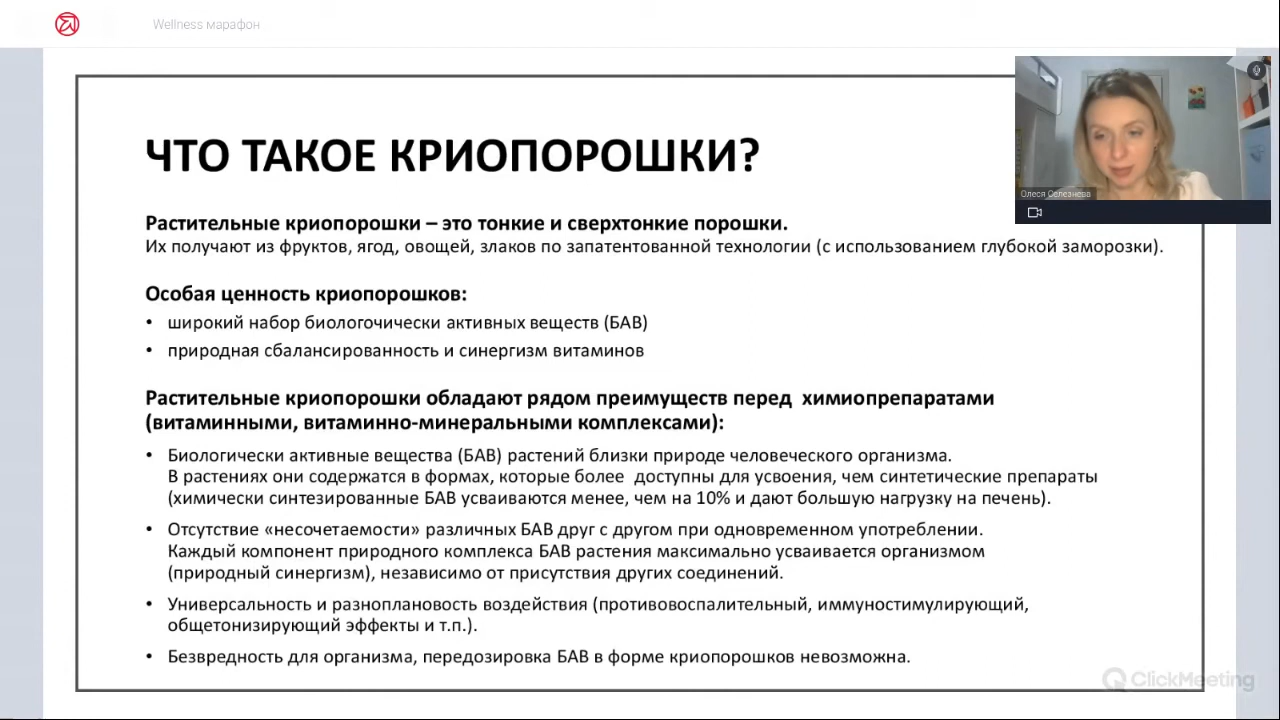 Wellness марафон
ЧТО ТАКОЕ КРИОПОРОШКИ?
Олеся Селезнева
Растительные криопорошки – это тонкие и сверхтонкие порошки.
Их получают из фруктов, ягод, овощей, злаков по запатентованной технологии (с использованием глубокой заморозки).
Особая ценность криопорошков:
• широкий набор биологочически активных веществ (БАВ)
• природная сбалансированность и синергизм витаминов
Растительные криопорошки обладают рядом преимуществ перед химиопрепаратами
(витаминными, витаминно-минеральными комплексами):
• Биологически активные вещества (БАВ) растений близки природе человеческого организма.
В растениях они содержатся в формах, которые более доступны для усвоения, чем синтетические препараты
(химически синтезированные БАВ усваиваются менее, чем на 10% и дают большую нагрузку на печень).
• Отсутствие «несочетаемости» различных БАВ друг с другом при одновременном употреблении.
Каждый компонент природного комплекса БАВ растения максимально усваивается организмом
(природный синергизм), независимо от присутствия других соединений.
• Универсальность и разноплановость воздействия (противовоспалительный, иммуностимулирующий,
общетонизирующий эффекты и т.п.).
• Безвредность для организма, передозировка БАВ в форме криопорошков невозможна.
ClickMeeting